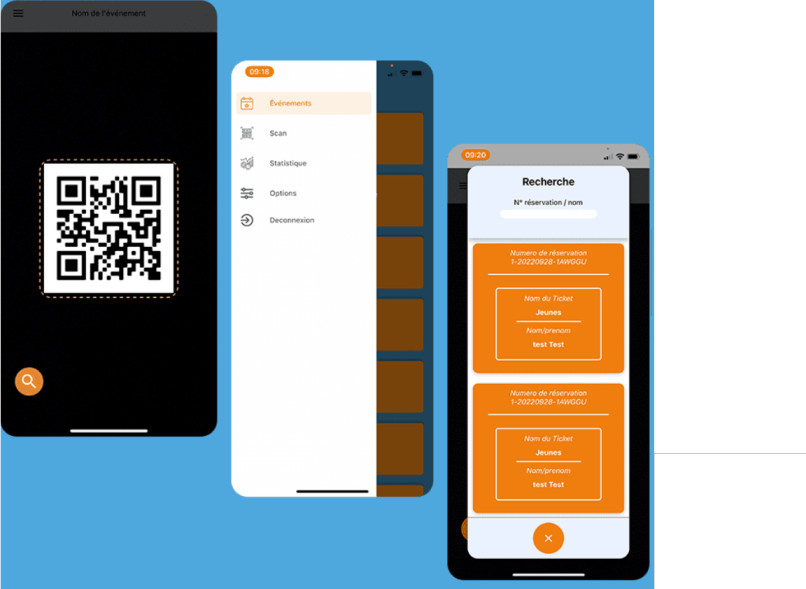 Nom de l'événement
09:18
Événements
Scan
Statistique
Options
Deconnexion
09:20
Recherche
N° réservation / nom
Numero de réservation
1-20220928-1AWGGU
Nom du Ticket
Jeunes
Nom/prenom
test Test
Numero de réservation
1-20220928-1AWGGU
Nom du Ticket
Jeunes
Nom/prenom
test Test